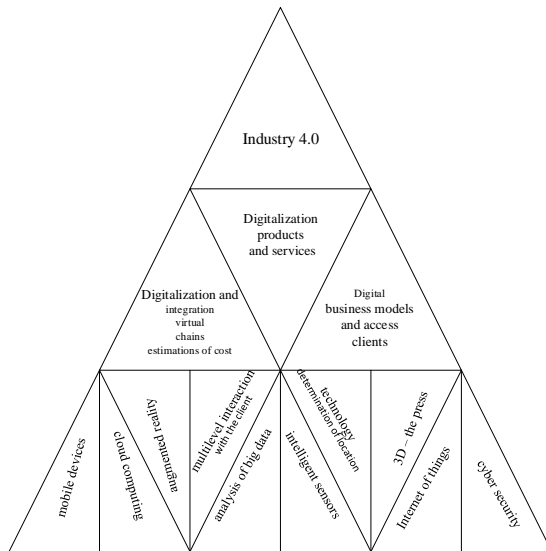 Industry 4.0
Digitalization
products
and services
Digitalization and
integration
virtual
chains
estimations of cost
Digital
business models
and access
clients
mobile devices
cloud computing
augmented reality
multilevel interaction
with the client
analysis of big data
intelligent sensors
technology
determination of location
3D – the press
Internet of things
cyber security